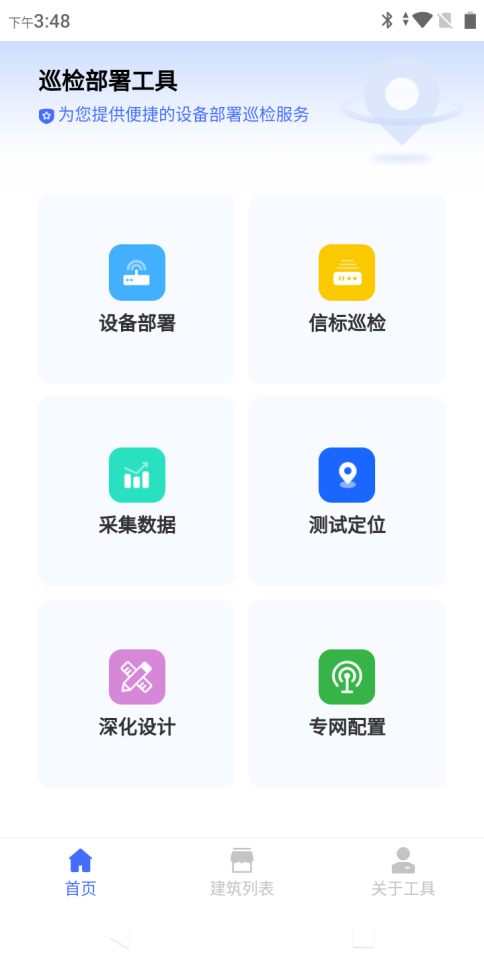 下午3:48
巡检部署工具
为您提供便捷的设备部署巡检服务
设备部署
信标巡检
采集数据
测试定位
深化设计
专网配置
首页
建筑列表
关于工具